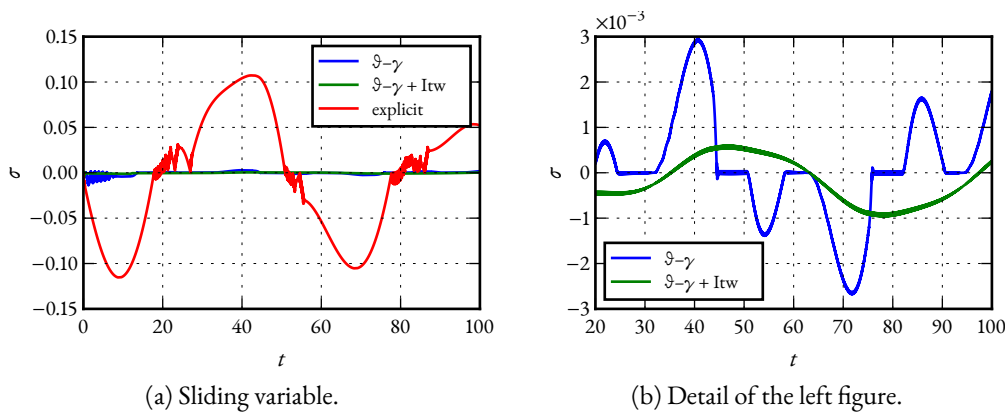 ×10⁻³
0.15
0.10
0.05
0.00
−0.05
−0.10
−0.15
σ
ϑ–γ
ϑ–γ + Itw
explicit
0 20 40 60 80 100
t
(a) Sliding variable.
3
2
1
0
−1
−2
−3
σ
ϑ–γ
ϑ–γ + Itw
20 30 40 50 60 70 80 90 100
t
(b) Detail of the left figure.